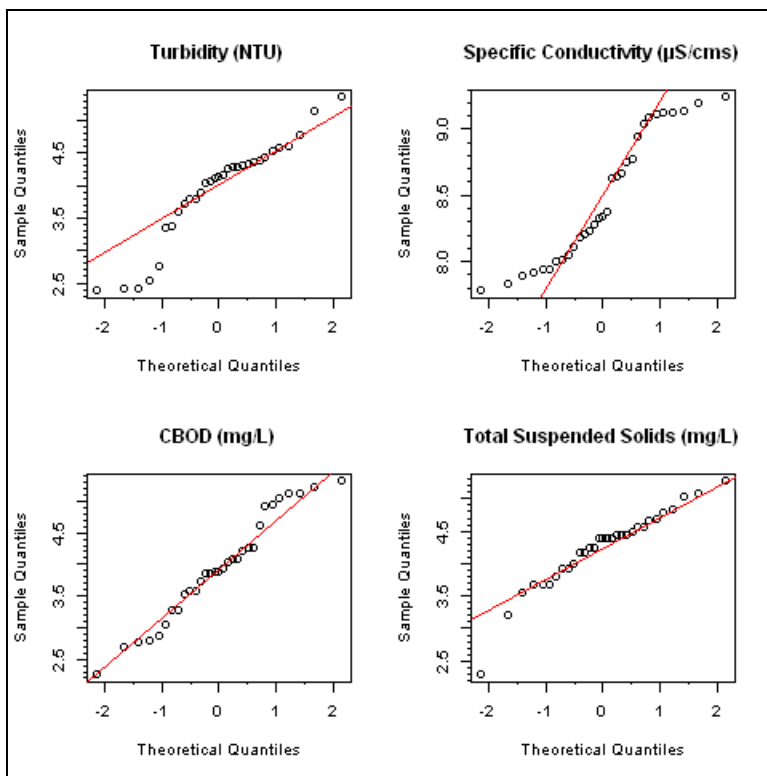 Turbidity (NTU)
Sample Quantiles
2.5 3.5 4.5
-2 -1 0 1 2
Theoretical Quantiles
Specific Conductivity (µS/cms)
Sample Quantiles
8.0 8.5 9.0
-2 -1 0 1 2
Theoretical Quantiles
CBOD (mg/L)
Sample Quantiles
2.5 3.5 4.5
-2 -1 0 1 2
Theoretical Quantiles
Total Suspended Solids (mg/L)
Sample Quantiles
2.5 3.5 4.5
-2 -1 0 1 2
Theoretical Quantiles